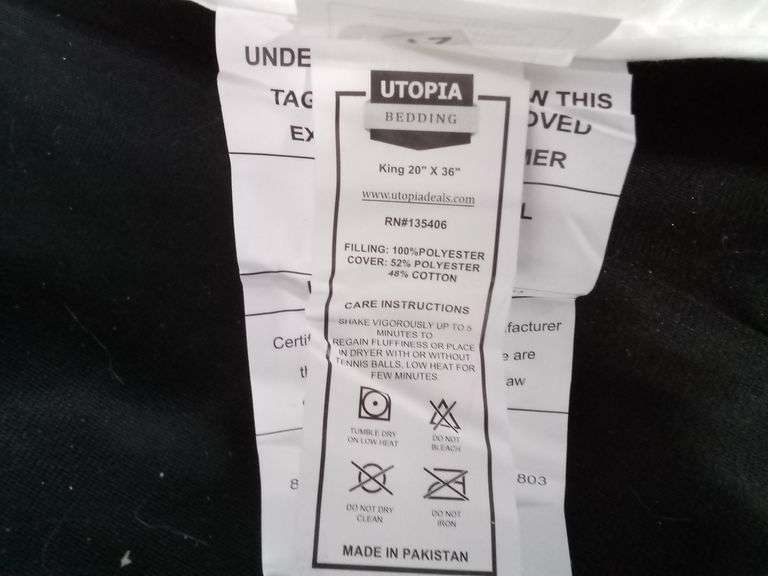 UNDE
TAG
EX
W THIS
OVED
MER
L
UTOPIA
BEDDING
King 20" X 36"
www.utopiadeals.com
RN#135406
FILLING: 100%POLYESTER
COVER: 52% POLYESTER
48% COTTON
CARE INSTRUCTIONS
SHAKE VIGOROUSLY UP TO 5
MINUTES TO
REGAIN FLUFFINESS OR PLACE
IN DRYER WITH OR WITHOUT
TENNIS BALLS, LOW HEAT FOR
FEW MINUTES
TUMBLE DRY
ON LOW HEAT
DO NOT
BLEACH
DO NOT DRY
CLEAN
DO NOT
IRON
MADE IN PAKISTAN
Certif
th
facturer
e are
aw
8
803